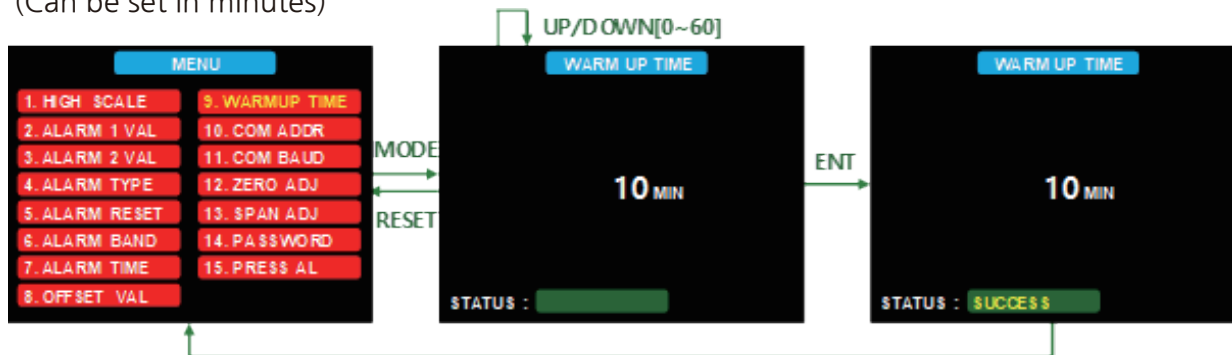 (Can be set in minutes)
UP/DOWN[0~60]
MENU
1. HIGH SCALE
2. ALARM 1 VAL
3. ALARM 2 VAL
4. ALARM TYPE
5. ALARM RESET
6. ALARM BAND
7. ALARM TIME
8. OFFSET VAL
9. WARMUP TIME
10. COM ADDR
11. COM BAUD
12. ZERO ADJ
13. SPAN ADJ
14. PASSWORD
15. PRESS AL
MODE
RESET
WARM UP TIME
10 MIN
STATUS :
ENT
WARM UP TIME
10 MIN
STATUS : SUCCESS